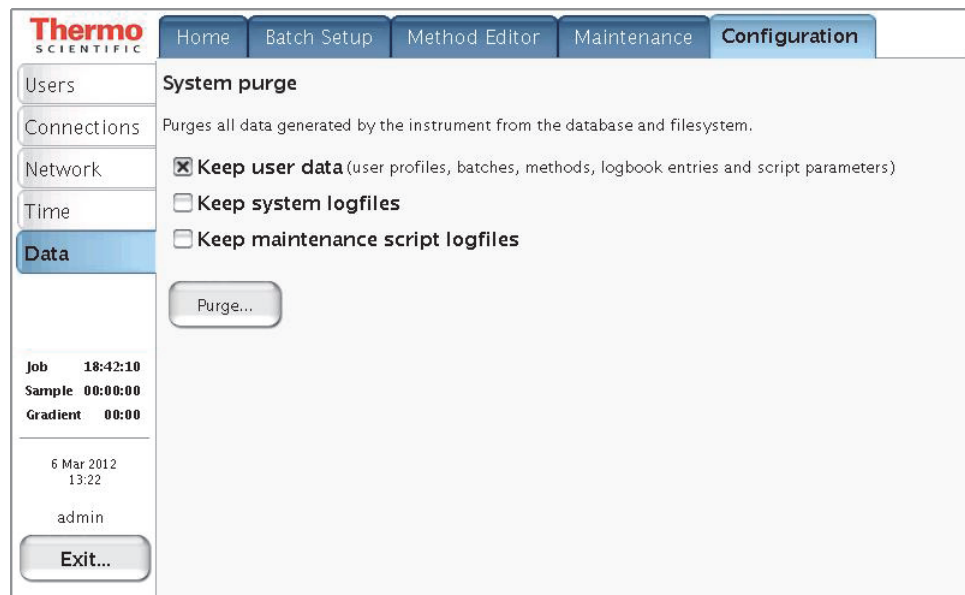 Thermo
SCIENTIFIC
Home
Batch Setup
Method Editor
Maintenance
Configuration
Users
Connections
Network
Time
Data
System purge
Purges all data generated by the instrument from the database and filesystem.
Keep user data (user profiles, batches, methods, logbook entries and script parameters)
Keep system logfiles
Keep maintenance script logfiles
Purge...
Job 18:42:10
Sample 00:00:00
Gradient 00:00
6 Mar 2012
13:22
admin
Exit...